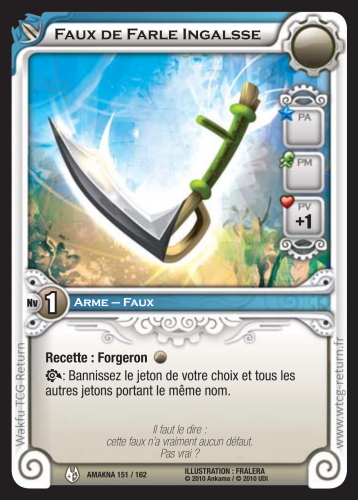 Faux de Farle Ingalsse
PA
PM
PV
+1
Nv 1 Arme – Faux
Recette : Forgeron
: Bannissez le jeton de votre choix et tous les
autres jetons portant le même nom.
Il faut le dire :
cette faux n'a vraiment aucun défaut.
Pas vrai ?
AMAKNA 151 / 162
ILLUSTRATION : FRALERA
© 2010 Ankama / © 2010 UDI
Wakfu TCG Return
www.wtcg-return.fr